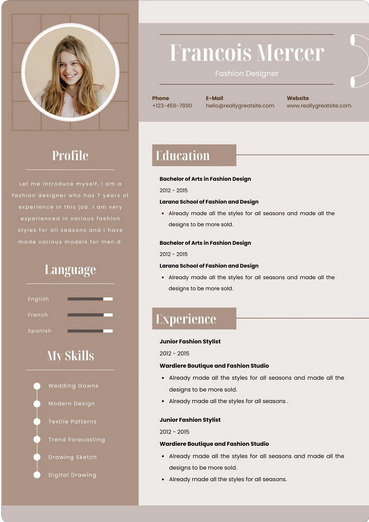 Francois Mercer
Fashion Designer
Phone
+123-456-7890
E-Mail
hello@reallygreatsite.com
Website
www.reallygreatsite.com
Profile
Let me introduce myself, I am a
fashion designer who has 7 years of
experience in this job. I am very
experienced in various fashion
styles for all seasons and I have
made various models for men.d.
Language
English
French
Spanish
My Skills
Wedding Gowns
Modern Design
Textile Patterns
Trend Forecasting
Drawing Sketch
Digital Drawing
Education
Bachelor of Arts in Fashion Design
2012 - 2015
Larana School of Fashion and Design
• Already made all the styles for all seasons and made all the
designs to be more sold.
Bachelor of Arts in Fashion Design
2012 - 2015
Larana School of Fashion and Design
• Already made all the styles for all seasons and made all the
designs to be more sold.
Experience
Junior Fashion Stylist
2012 - 2015
Wardiere Boutique and Fashion Studio
• Already made all the styles for all seasons and made all the
designs to be more sold.
• Already made all the styles for all seasons .
Junior Fashion Stylist
2012 - 2015
Wardiere Boutique and Fashion Studio
• Already made all the styles for all seasons and made all the
designs to be more sold.
• Already made all the styles for all seasons.